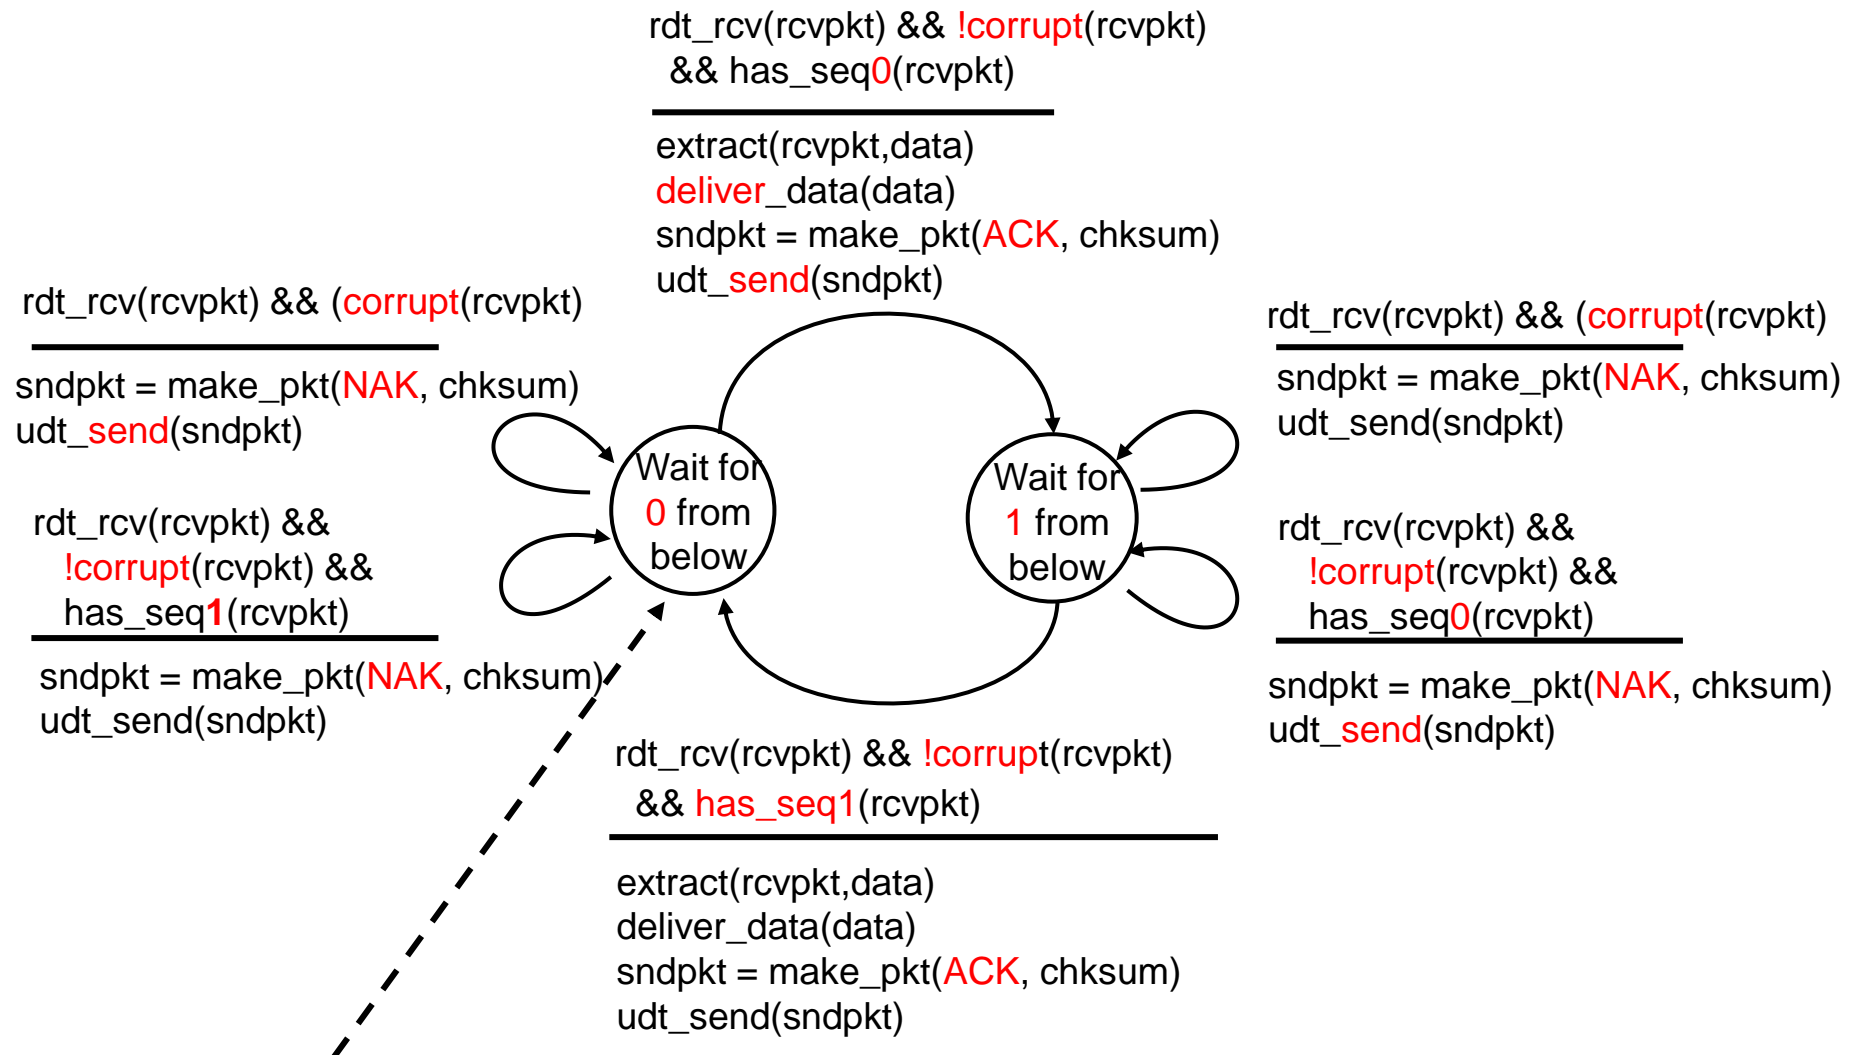 rdt_rcv(rcvpkt) && !corrupt(rcvpkt)
&& has_seq0(rcvpkt)
extract(rcvpkt,data)
deliver_data(data)
sndpkt = make_pkt(ACK, chksum)
udt_send(sndpkt)
rdt_rcv(rcvpkt) && (corrupt(rcvpkt)
sndpkt = make_pkt(NAK, chksum)
udt_send(sndpkt)
rdt_rcv(rcvpkt) &&
!corrupt(rcvpkt) &&
has_seq1(rcvpkt)
sndpkt = make_pkt(NAK, chksum)
udt_send(sndpkt)
Wait for
0 from
below
Wait for
1 from
below
rdt_rcv(rcvpkt) && (corrupt(rcvpkt)
sndpkt = make_pkt(NAK, chksum)
udt_send(sndpkt)
rdt_rcv(rcvpkt) &&
!corrupt(rcvpkt) &&
has_seq0(rcvpkt)
sndpkt = make_pkt(NAK, chksum)
udt_send(sndpkt)
rdt_rcv(rcvpkt) && !corrupt(rcvpkt)
&& has_seq1(rcvpkt)
extract(rcvpkt,data)
deliver_data(data)
sndpkt = make_pkt(ACK, chksum)
udt_send(sndpkt)